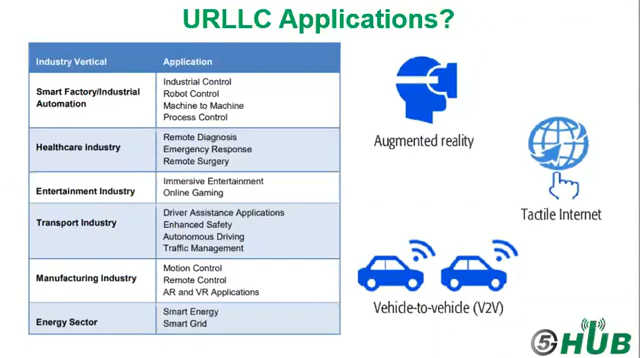 URLLC Applications?
Industry Vertical Application
Smart Factory/Industrial Automation
Industrial Control
Robot Control
Machine to Machine
Process Control
Healthcare Industry
Remote Diagnosis
Emergency Response
Remote Surgery
Entertainment Industry
Immersive Entertainment
Online Gaming
Transport Industry
Driver Assistance Applications
Enhanced Safety
Autonomous Driving
Traffic Management
Manufacturing Industry
Motion Control
Remote Control
AR and VR Applications
Energy Sector
Smart Energy
Smart Grid
Augmented reality
Tactile Internet
Vehicle-to-vehicle (V2V)
5G HUB